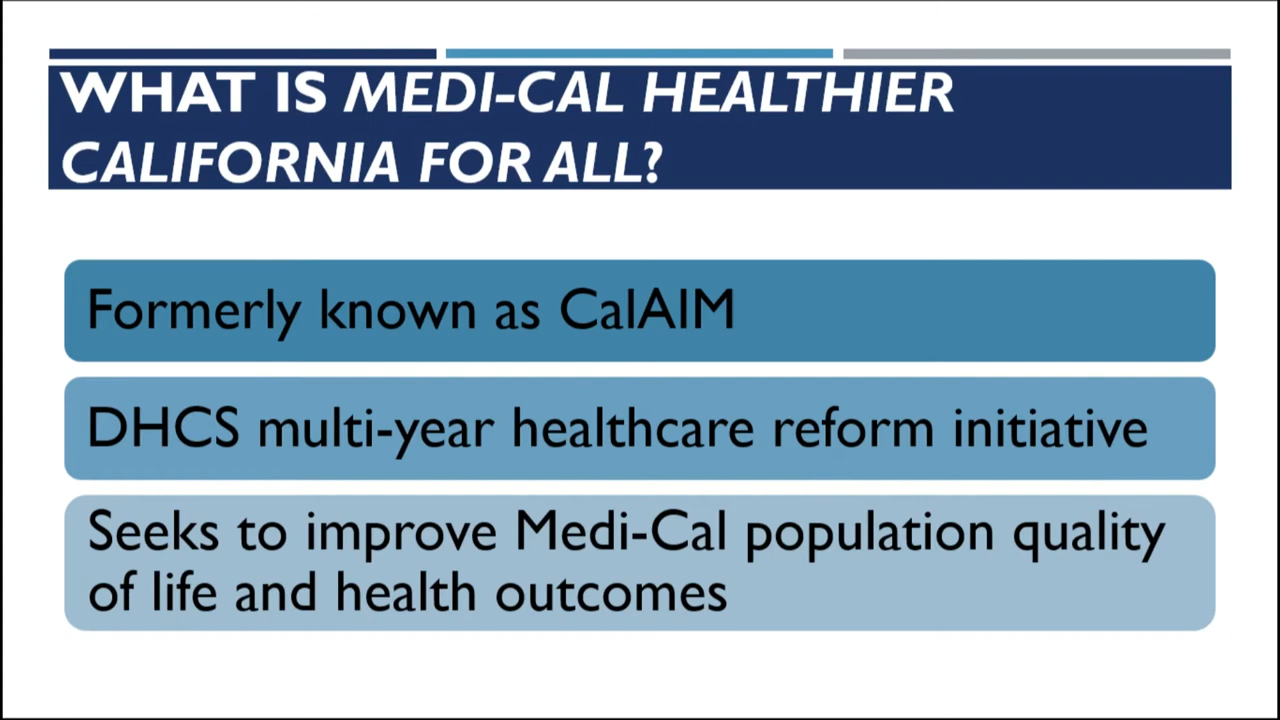 WHAT IS MEDI-CAL HEALTHIER
CALIFORNIA FOR ALL?
Formerly known as CalAIM
DHCS multi-year healthcare reform initiative
Seeks to improve Medi-Cal population quality
of life and health outcomes